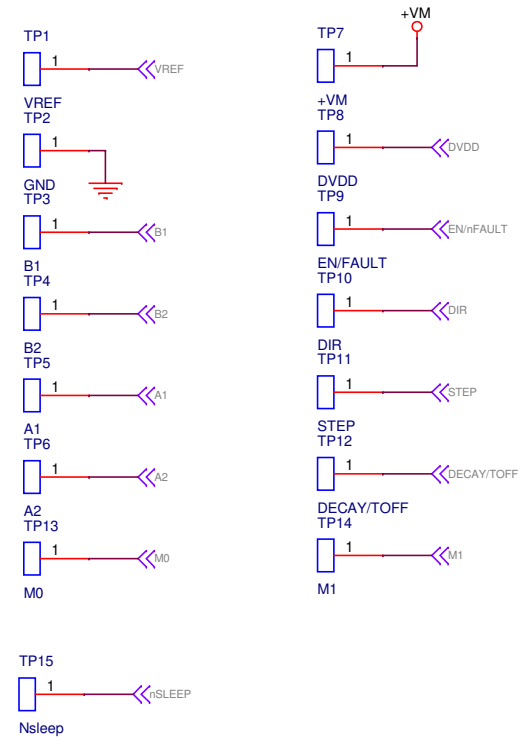 TP1
1
VREF
VREF
TP2
1
GND
TP3
1
B1
B1
TP4
1
B2
B2
TP5
1
A1
A1
TP6
1
A2
A2
TP13
1
M0
M0
TP15
1
nSLEEP
Nsleep
+VM
TP7
1
+VM
TP8
1
DVDD
DVDD
TP9
1
EN/nFAULT
EN/FAULT
TP10
1
DIR
DIR
TP11
1
STEP
STEP
TP12
1
DECAY/TOFF
DECAY/TOFF
TP14
1
M1
M1